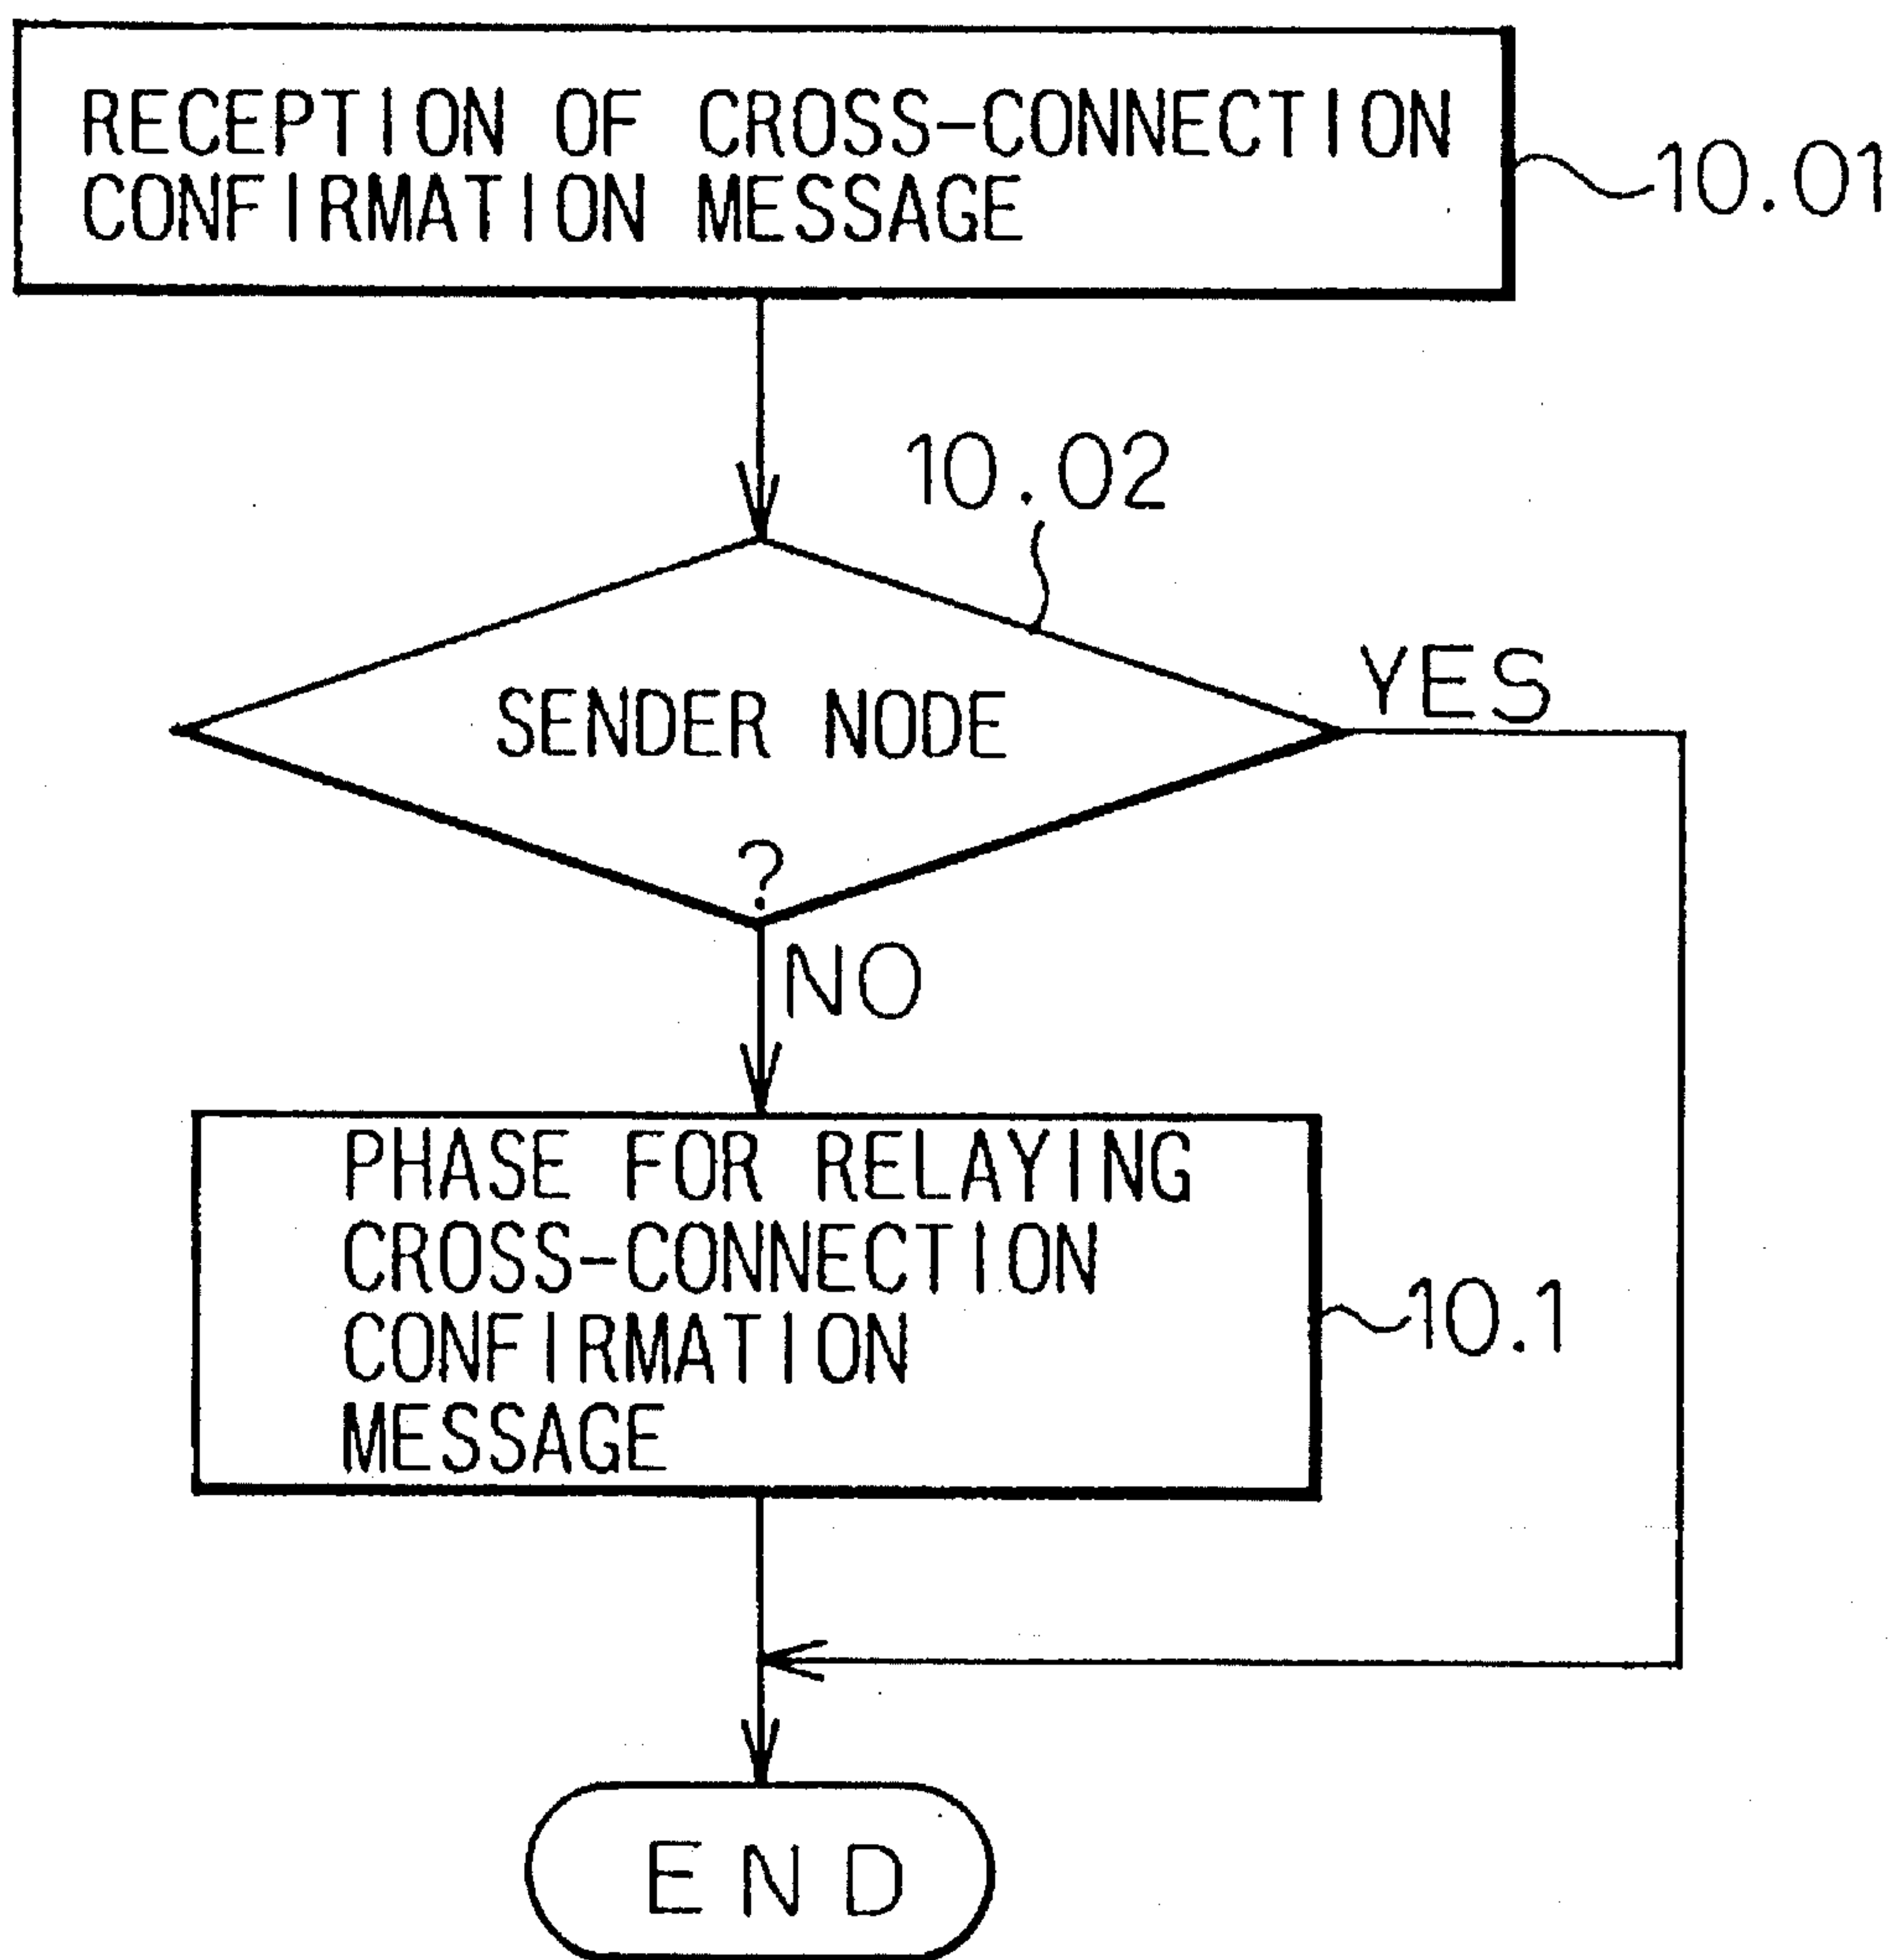 RECEPTION OF CROSS-CONNECTION
CONFIRMATION MESSAGE
10.01
10.02
SENDER NODE
?
YES
NO
PHASE FOR RELAYING
CROSS-CONNECTION
CONFIRMATION
MESSAGE
10.1
END